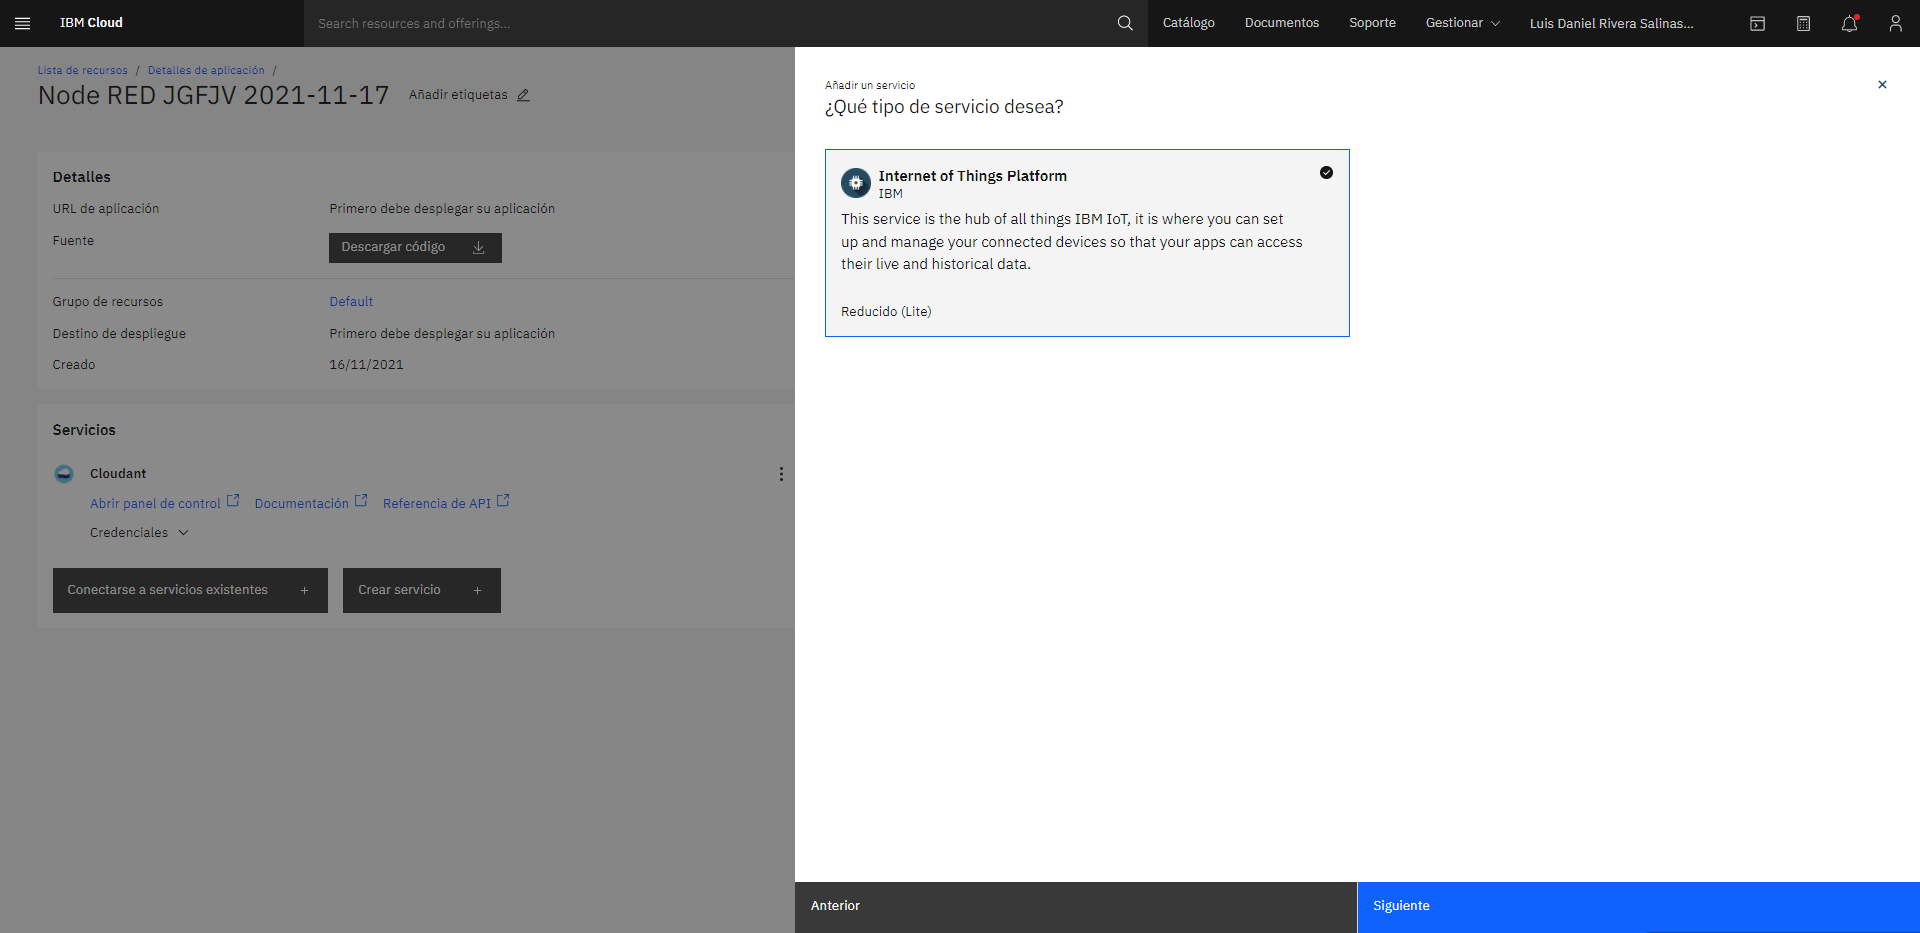 IBM Cloud
Search resources and offerings...
Catálogo
Documentos
Soporte
Gestionar
Luis Daniel Rivera Salinas...
Lista de recursos / Detalles de aplicación /
Node RED JGFJV 2021-11-17
Añadir etiquetas
Detalles
URL de aplicación
Primero debe desplegar su aplicación
Fuente
Descargar código
Grupo de recursos
Default
Destino de despliegue
Primero debe desplegar su aplicación
Creado
16/11/2021
Servicios
Cloudant
Abrir panel de control
Documentación
Referencia de API
Credenciales
Conectarse a servicios existentes +
Crear servicio +
Añadir un servicio
¿Qué tipo de servicio desea?
Internet of Things Platform
IBM
This service is the hub of all things IBM IoT, it is where you can set
up and manage your connected devices so that your apps can access
their live and historical data.
Reducido (Lite)
Anterior
Siguiente